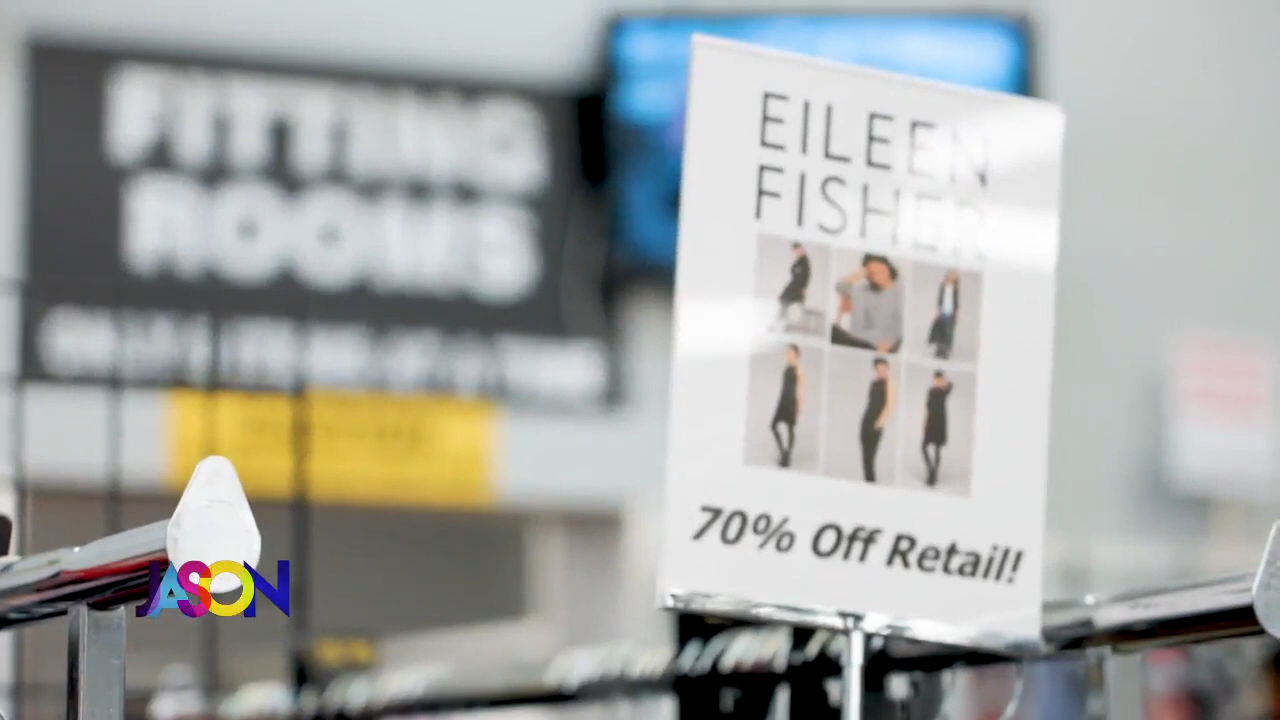 FITTING
ROOMS
EILEEN
FISHER
70% Off Retail!
JASON